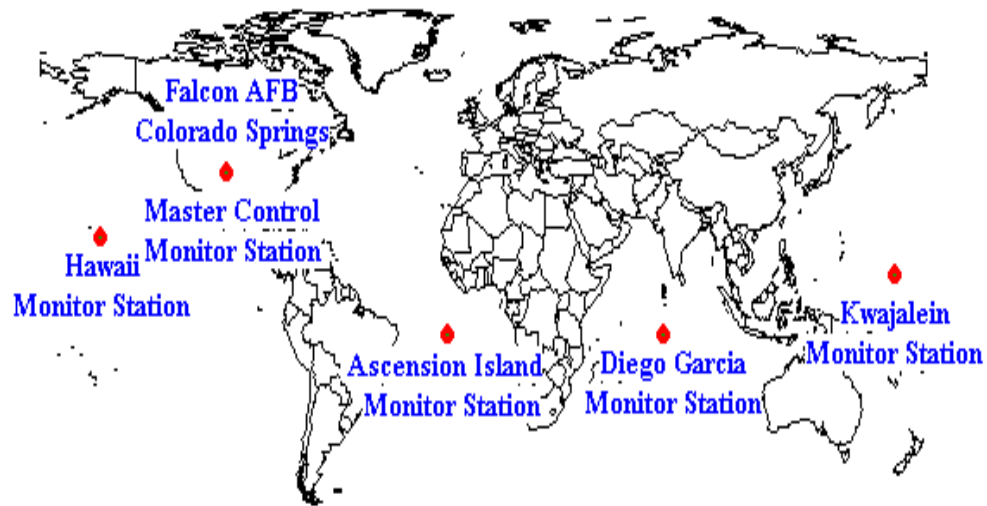 Falcon AFB
Colorado Springs
Master Control
Monitor Station
Hawaii
Monitor Station
Ascension Island
Monitor Station
Diego Garcia
Monitor Station
Kwajalein
Monitor Station